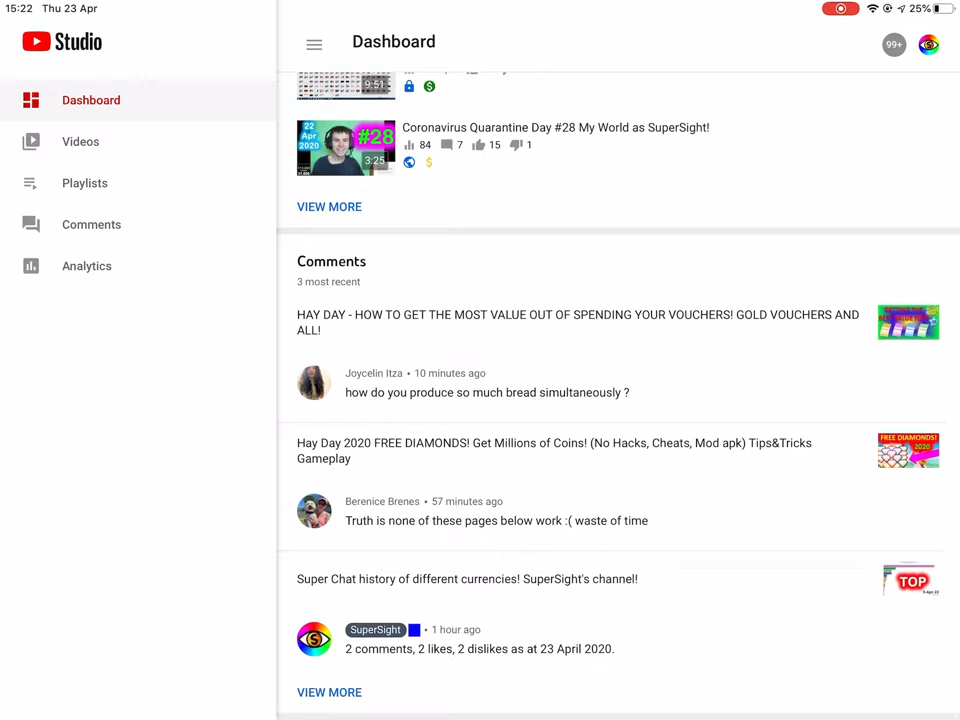 15:22 Thu 23 Apr
25%
Studio
Dashboard
99+
Dashboard
Videos
Playlists
Comments
Analytics
9:51
22 Apr 2020
#28
3:25
Coronavirus Quarantine Day #28 My World as SuperSight!
84 7 15 1
VIEW MORE
Comments
3 most recent
HAY DAY - HOW TO GET THE MOST VALUE OUT OF SPENDING YOUR VOUCHERS! GOLD VOUCHERS AND
ALL!
Joycelin Itza • 10 minutes ago
how do you produce so much bread simultaneously ?
Hay Day 2020 FREE DIAMONDS! Get Millions of Coins! (No Hacks, Cheats, Mod apk) Tips&Tricks
Gameplay
FREE DIAMONDS!
2020
Berenice Brenes • 57 minutes ago
Truth is none of these pages below work :( waste of time
Super Chat history of different currencies! SuperSight's channel!
TOP
SuperSight • 1 hour ago
2 comments, 2 likes, 2 dislikes as at 23 April 2020.
VIEW MORE